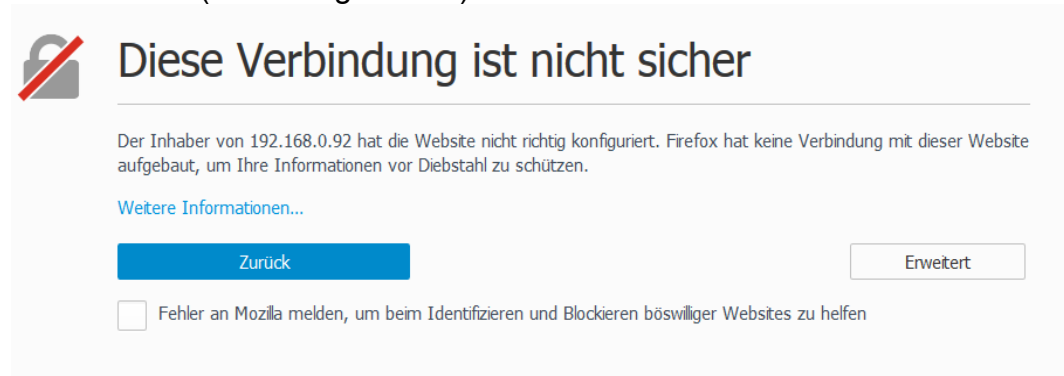 Diese Verbindung ist nicht sicher
Der Inhaber von 192.168.0.92 hat die Website nicht richtig konfiguriert. Firefox hat keine Verbindung mit dieser Website
aufgebaut, um Ihre Informationen vor Diebstahl zu schützen.
Weitere Informationen...
Zurück
Erweitert
Fehler an Mozilla melden, um beim Identifizieren und Blockieren böswilliger Websites zu helfen